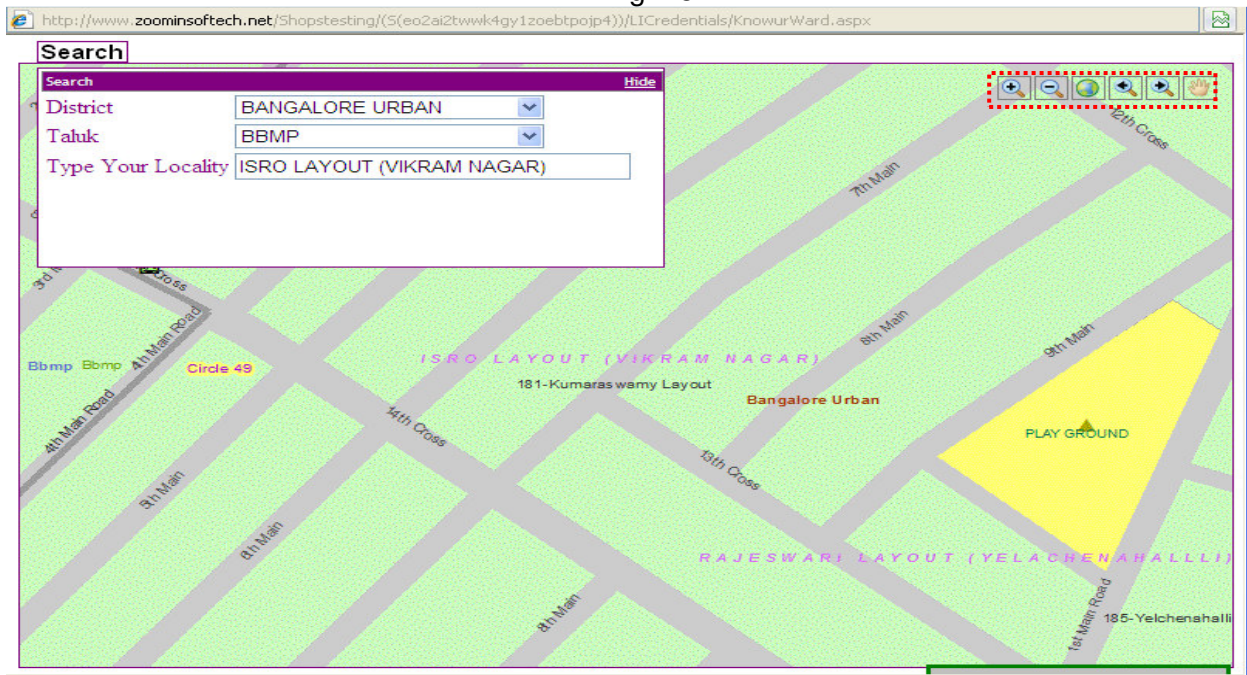 http://www.zoominsoftech.net/Shopstesting/(S(eo2ai2twwk4gy1zoebtpojp4))/LICredentials/KnowurWard.aspx
Search
Search Hide
District BANGALORE URBAN
Taluk BBMP
Type Your Locality ISRO LAYOUT (VIKRAM NAGAR)
12th Cross
7th Main
3rd
Cross
4th Main Road
8th Main
9th Main
ISRO LAYOUT (VIKRAM NAGAR)
Bbmp Bbmp
Circle 49
181-Kumaraswamy Layout
Bangalore Urban
4th Main Road
14th Cross
PLAY GROUND
13th Cross
5th Main
6th Main
RAJESWARI LAYOUT (YELACHENAHALLLI)
8th Main
1st Main Road
185-Yelchenahalli